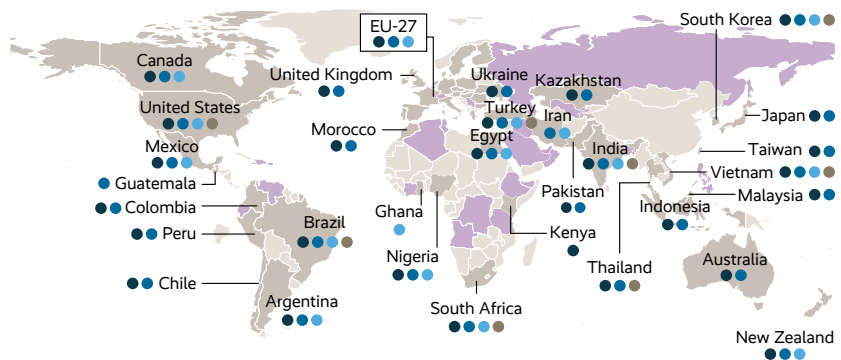 South Korea
EU-27
Canada
United Kingdom
Ukraine
Kazakhstan
United States
Turkey
Iran
Japan
Morocco
Egypt
Mexico
India
Taiwan
Vietnam
Guatemala
Pakistan
Malaysia
Colombia
Ghana
Indonesia
Peru
Brazil
Kenya
Nigeria
Thailand
Australia
Chile
Argentina
South Africa
New Zealand